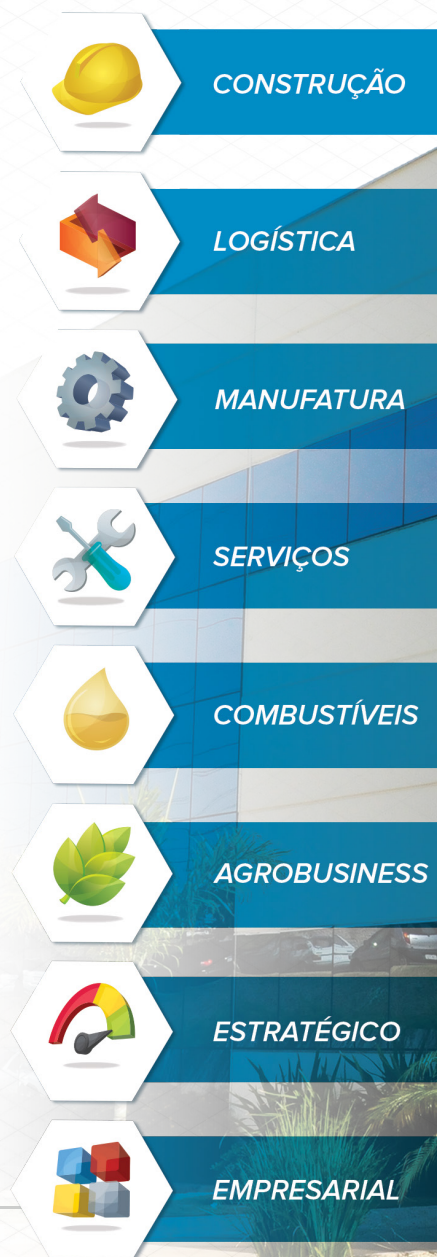 CONSTRUÇÃO
LOGÍSTICA
MANUFATURA
SERVIÇOS
COMBUSTÍVEIS
AGROBUSINESS
ESTRATÉGICO
EMPRESARIAL